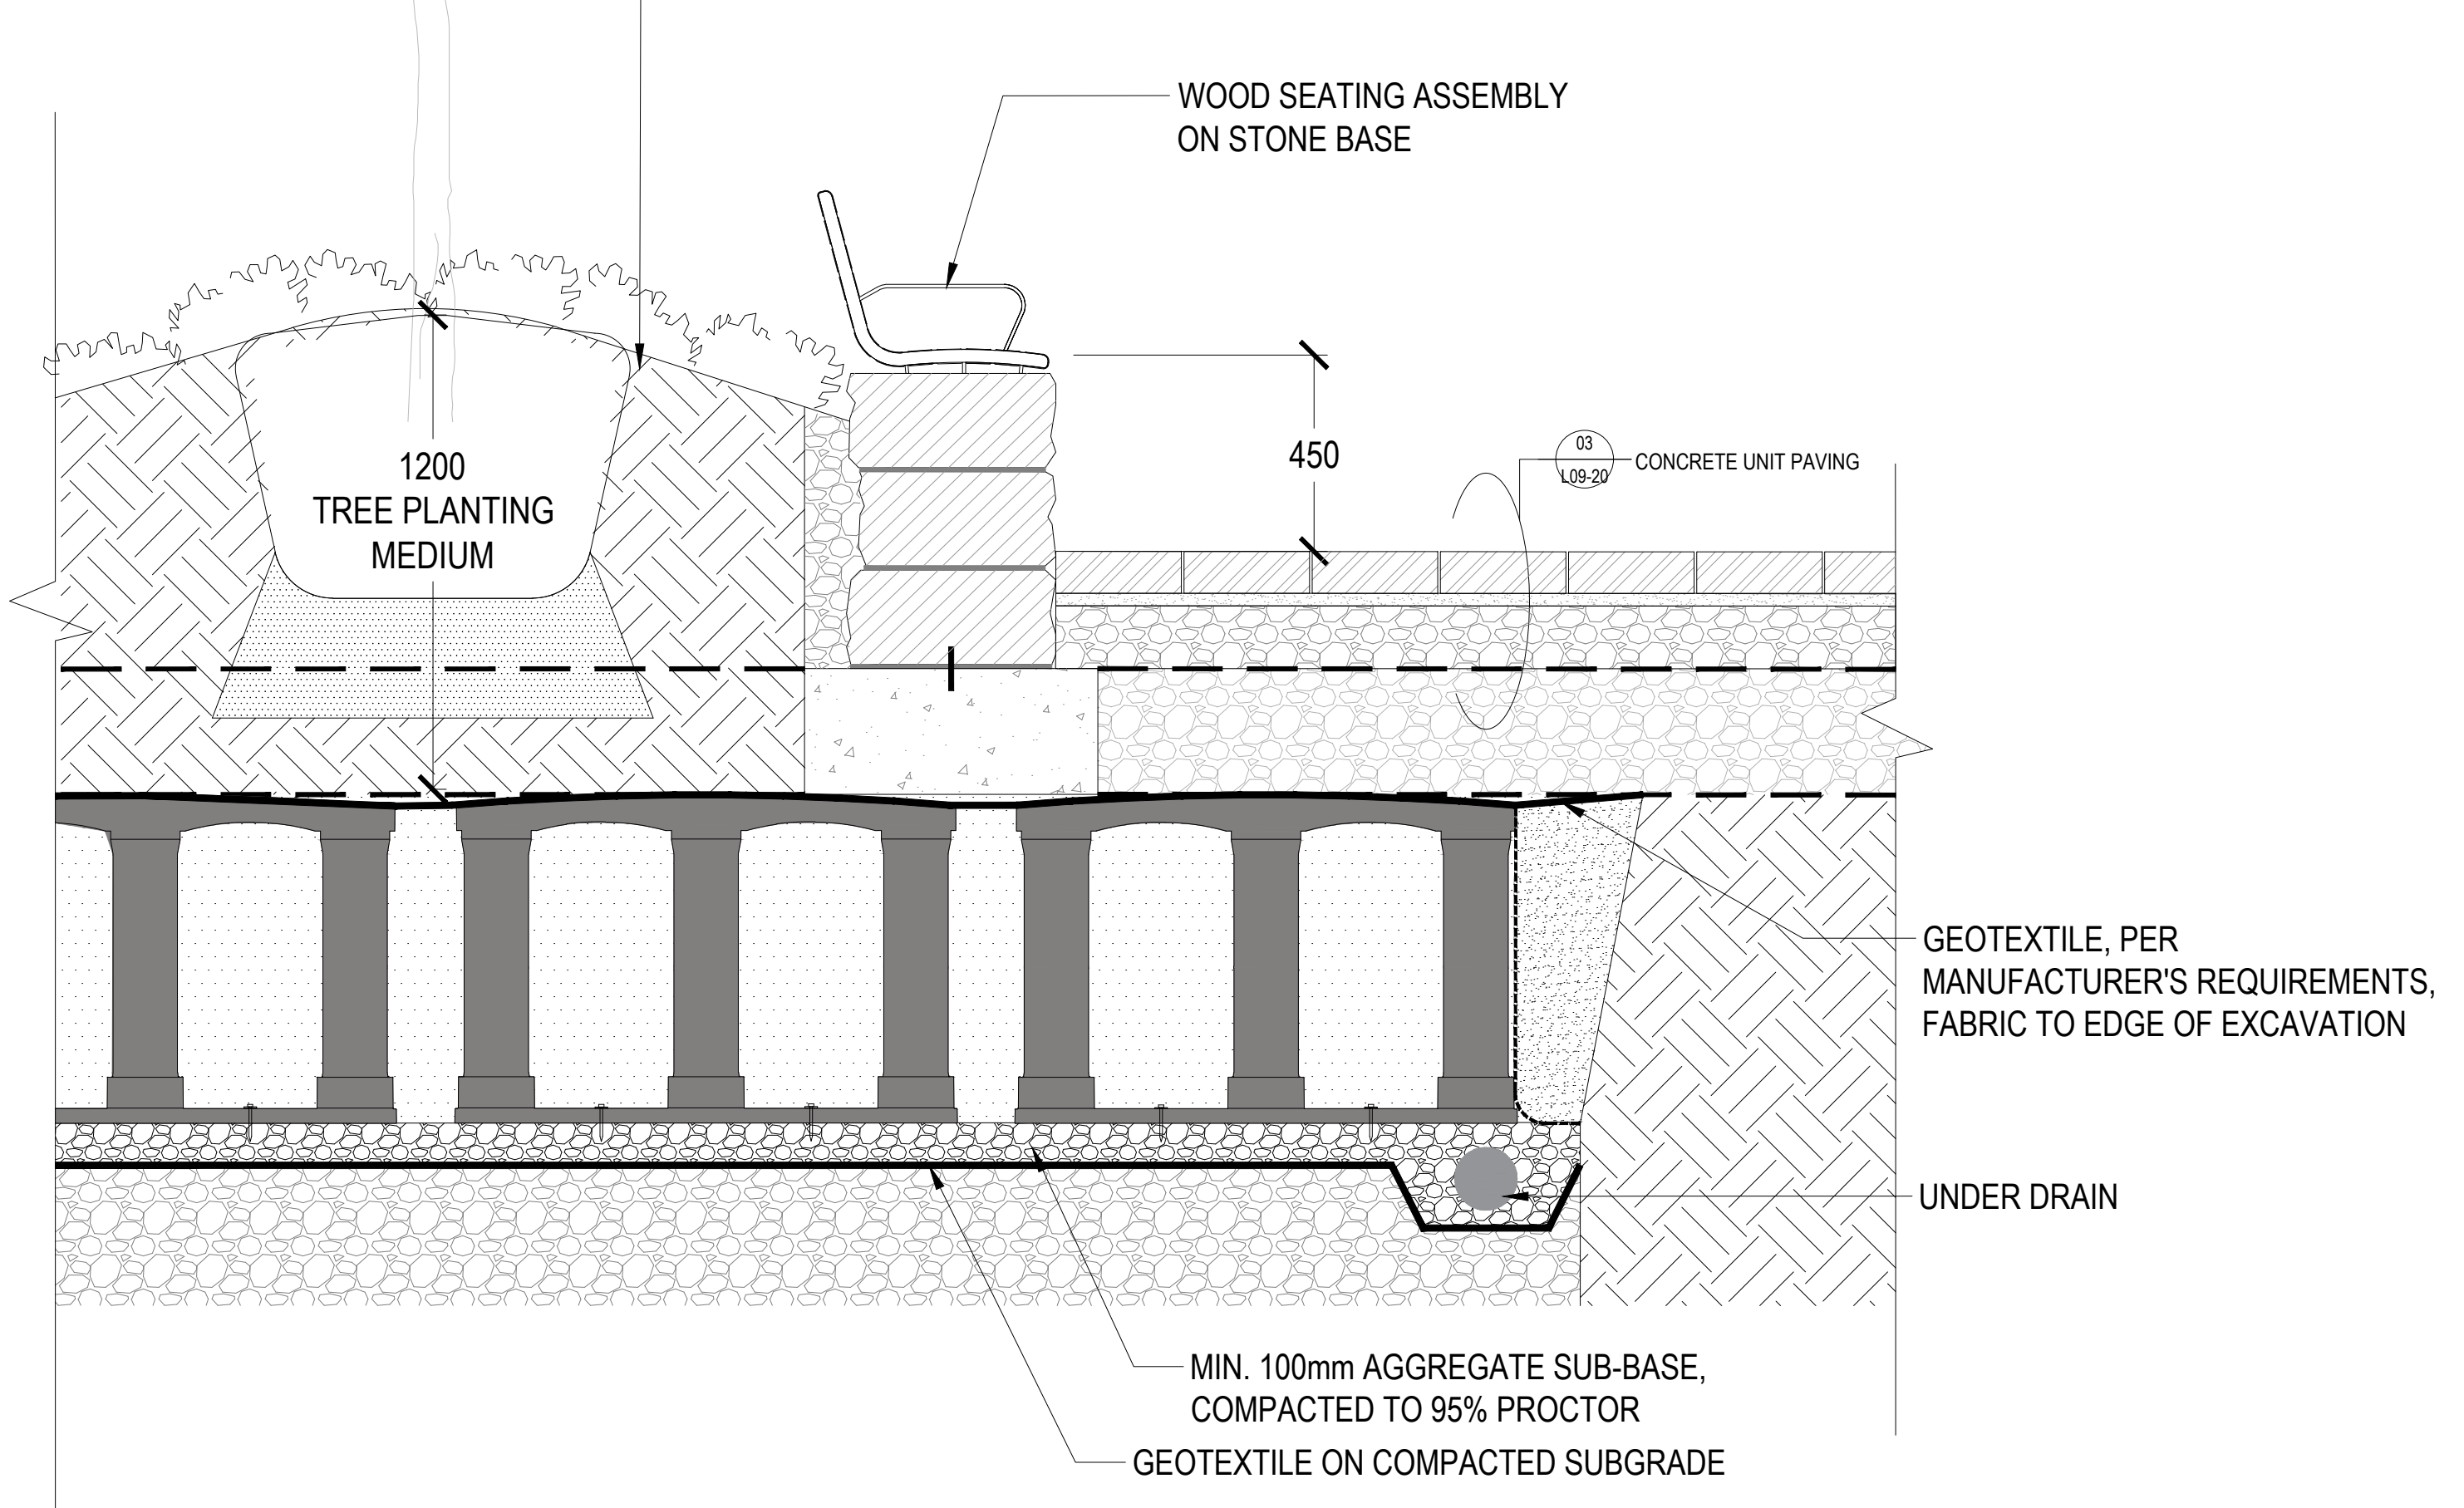 WOOD SEATING ASSEMBLY
ON STONE BASE
1200
TREE PLANTING
MEDIUM
450
03
L09-20
CONCRETE UNIT PAVING
GEOTEXTILE, PER
MANUFACTURER'S REQUIREMENTS,
FABRIC TO EDGE OF EXCAVATION
UNDER DRAIN
MIN. 100mm AGGREGATE SUB-BASE,
COMPACTED TO 95% PROCTOR
GEOTEXTILE ON COMPACTED SUBGRADE